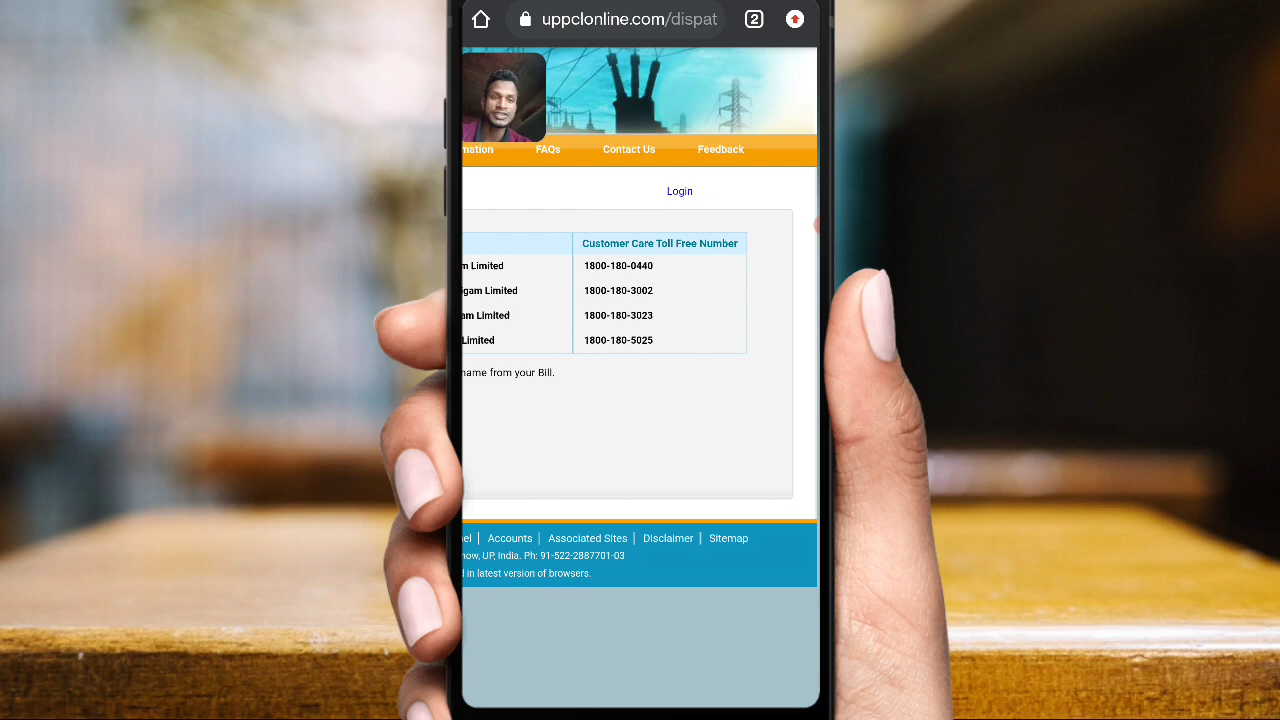 uppclonline.com/dispat
2
mation FAQs Contact Us Feedback
Login
Customer Care Toll Free Number
m Limited 1800-180-0440
gam Limited 1800-180-3002
am Limited 1800-180-3023
Limited 1800-180-5025
name from your Bill.
el | Accounts | Associated Sites | Disclaimer | Sitemap
now, UP, India. Ph: 91-522-2887701-03
d in latest version of browsers.